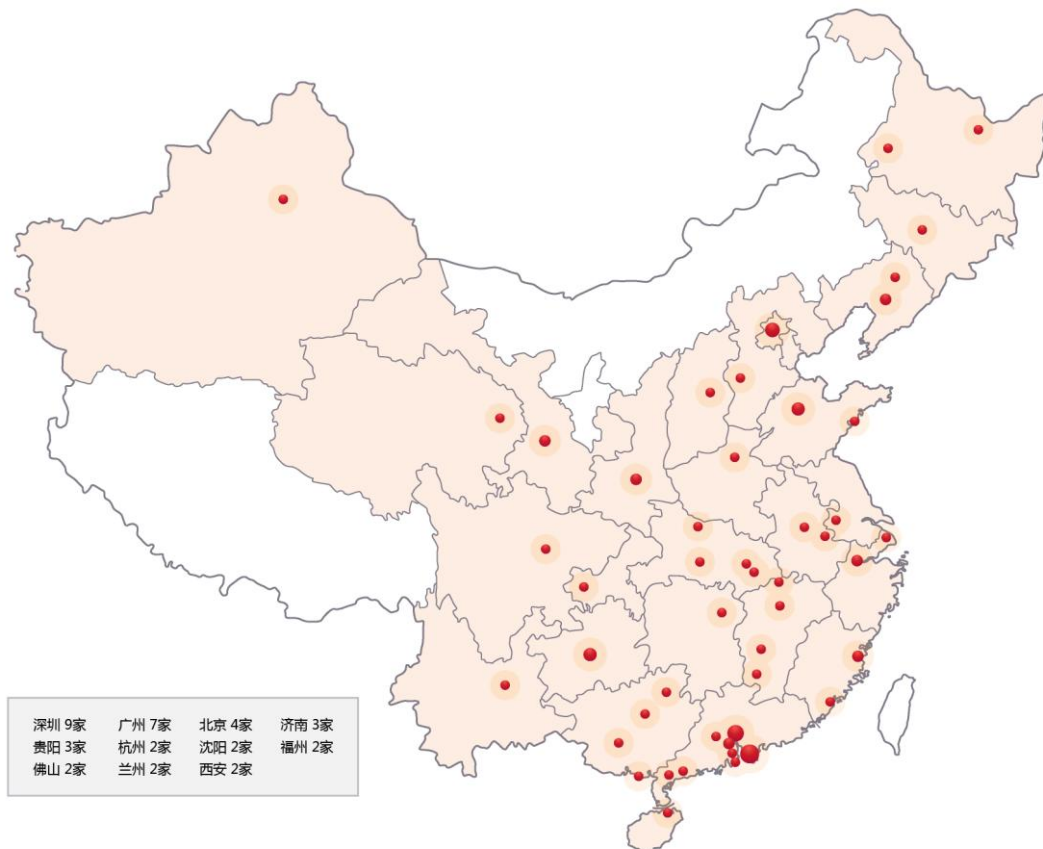 深圳 9家 广州 7家 北京 4家 济南 3家
贵阳 3家 杭州 2家 沈阳 2家 福州 2家
佛山 2家 兰州 2家 西安 2家